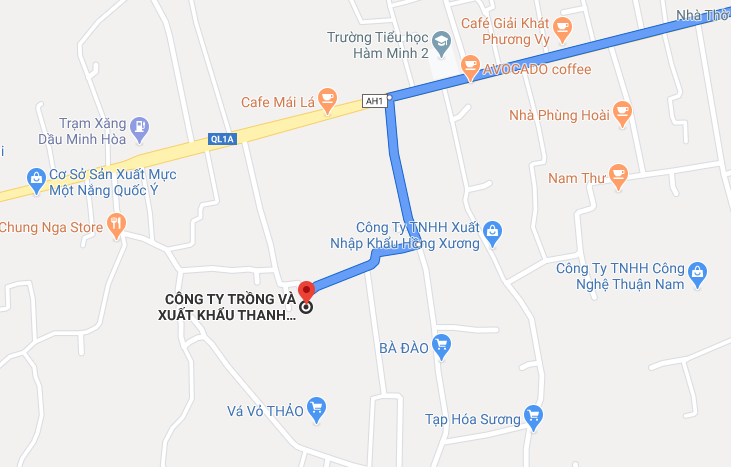 Café Giải Khát
Phương Vy
Nhà Thờ
Trường Tiểu học
Hàm Minh 2
AVOCADO coffee
Cafe Mái Lá
AH1
Nhà Phùng Hoài
Trạm Xăng
Dầu Minh Hòa
QL1A
i
Cơ Sở Sản Xuất Mực
Một Nắng Quốc Ý
Nam Thư
Chung Nga Store
Công Ty TNHH Xuất
Nhập Khẩu Hồng Xương
Công Ty TNHH Công
Nghệ Thuận Nam
CÔNG TY TRỒNG VÀ
XUẤT KHẨU THANH...
BÀ ĐÀO
Vá Vỏ THẢO
Tạp Hóa Sương